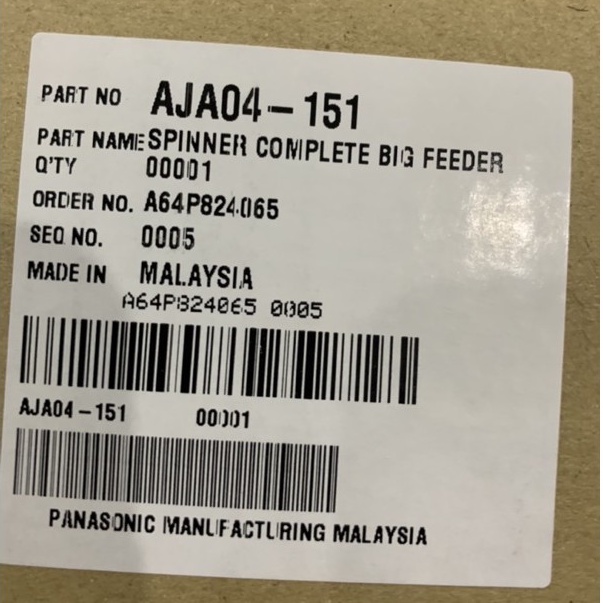 PART NO AJA04-151
PART NAME SPINNER COMPLETE BIG FEEDER
Q'TY 00001
ORDER NO. A64P824065
SEQ NO. 0005
MADE IN MALAYSIA
A64P824065 0005
AJA04-151 00001
PANASONIC MANUFACTURING MALAYSIA